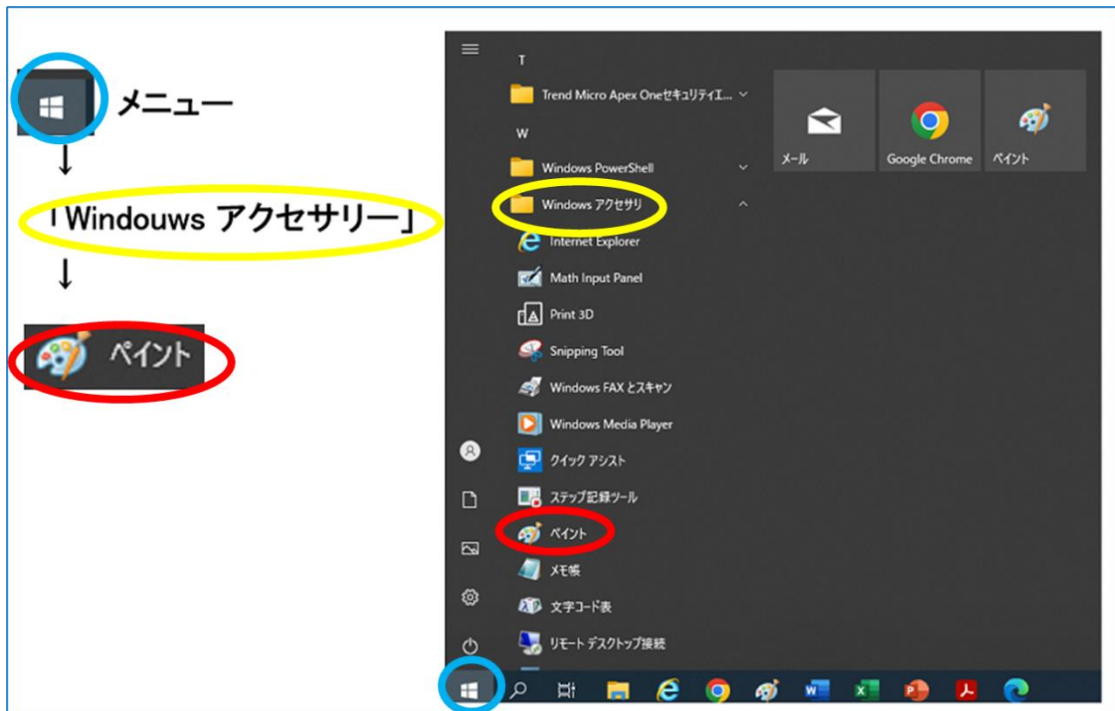 メニュー
↓
「Windouws アクセサリー」
↓
ペイント
T
Trend Micro Apex Oneセキュリティエ...
W
Windows PowerShell
Windows アクセサリ
Internet Explorer
Math Input Panel
Print 3D
Snipping Tool
Windows FAX とスキャン
Windows Media Player
クイック アシスト
ステップ記録ツール
ペイント
メモ帳
文字コード表
リモート デスクトップ接続
メール
Google Chrome
ペイント